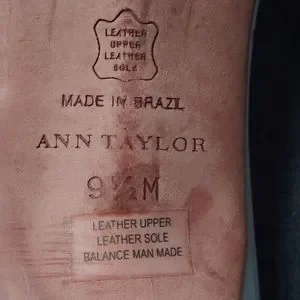 LEATHER
UPPER
LEATHER
SOLE
MADE IN BRAZIL
ANN TAYLOR
9½M
LEATHER UPPER
LEATHER SOLE
BALANCE MAN MADE